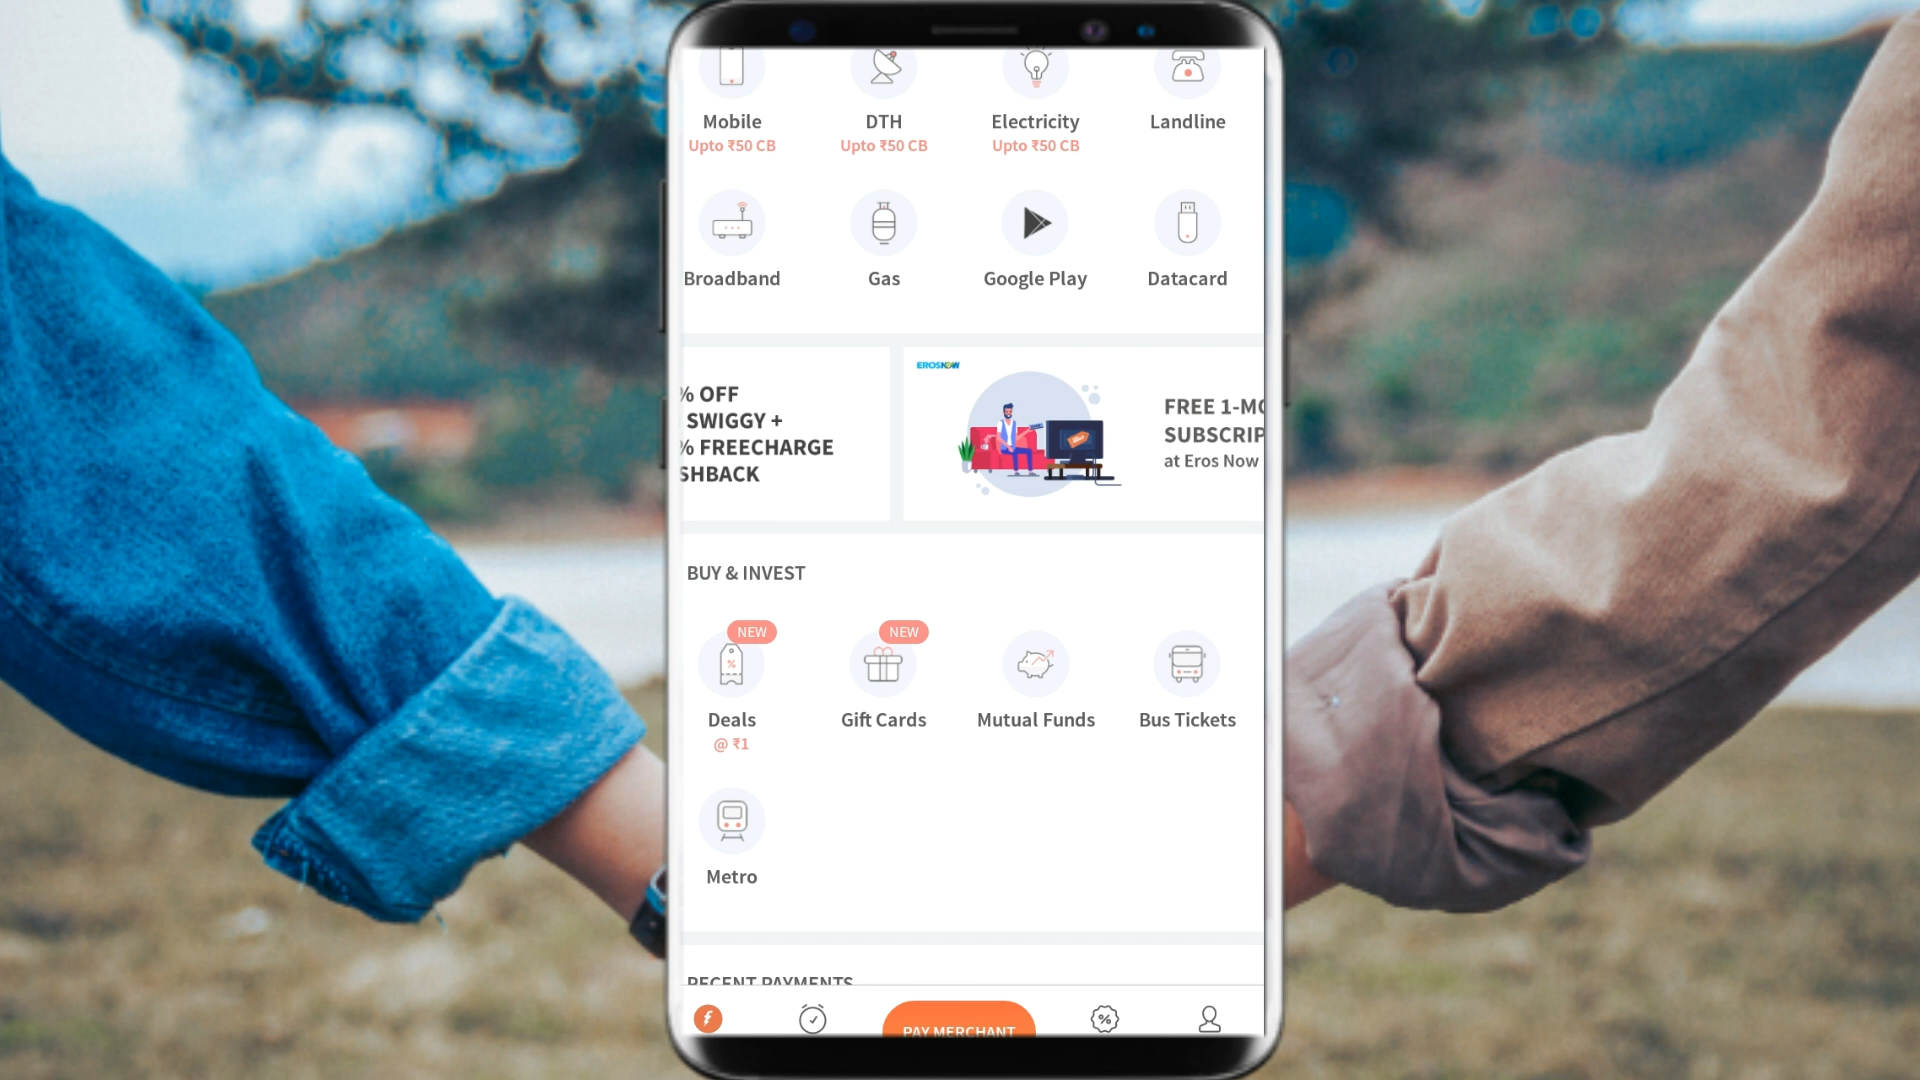 Mobile
DTH
Electricity
Landline
Upto ₹50 CB
Upto ₹50 CB
Upto ₹50 CB
Broadband
Gas
Google Play
Datacard
% OFF
SWIGGY +
% FREECHARGE
SHBACK
EROSNOW
FREE 1-MO
SUBSCRIP
at Eros Now
BUY & INVEST
NEW
NEW
Deals
Gift Cards
Mutual Funds
Bus Tickets
@ ₹1
Metro
RECENT PAYMENTS
PAY MERCHANT